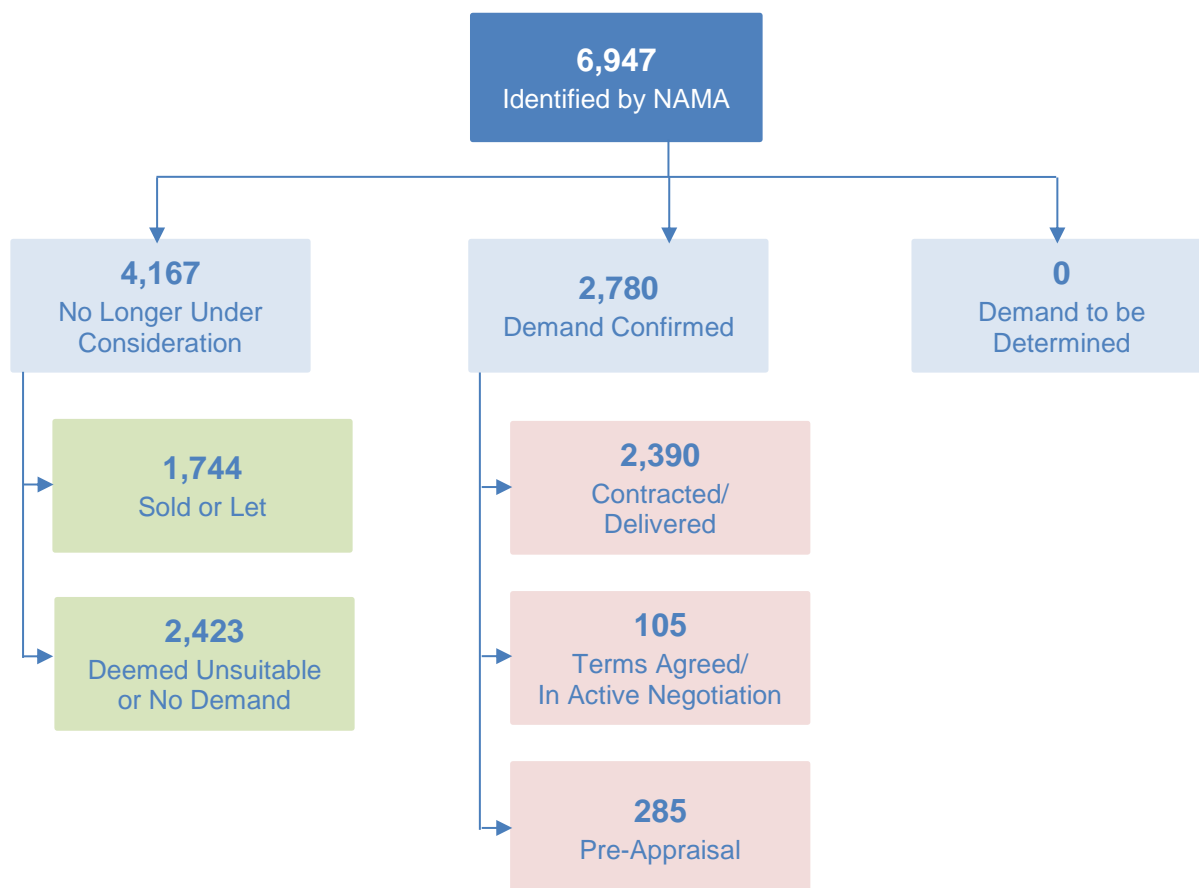 6,947
Identified by NAMA
4,167
No Longer Under
Consideration
2,780
Demand Confirmed
0
Demand to be
Determined
1,744
Sold or Let
2,423
Deemed Unsuitable
or No Demand
2,390
Contracted/
Delivered
105
Terms Agreed/
In Active Negotiation
285
Pre-Appraisal